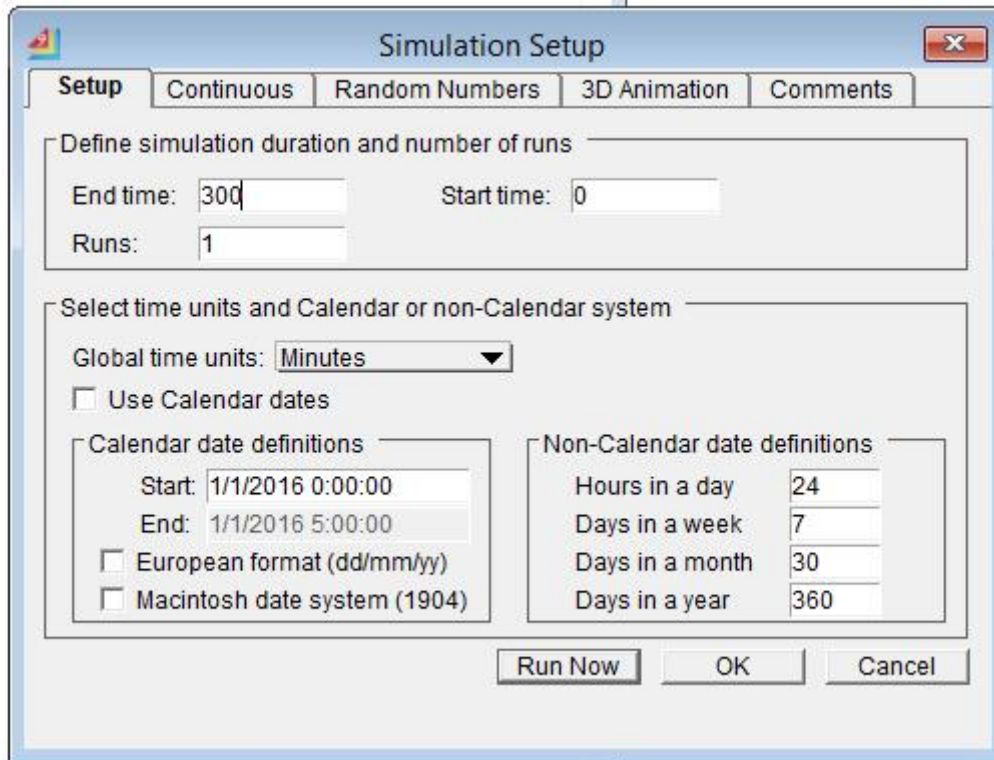 Simulation Setup
Setup Continuous Random Numbers 3D Animation Comments
Define simulation duration and number of runs
End time: 300 Start time: 0
Runs: 1
Select time units and Calendar or non-Calendar system
Global time units: Minutes
Use Calendar dates
Calendar date definitions
Start: 1/1/2016 0:00:00
End: 1/1/2016 5:00:00
European format (dd/mm/yy)
Macintosh date system (1904)
Non-Calendar date definitions
Hours in a day 24
Days in a week 7
Days in a month 30
Days in a year 360
Run Now OK Cancel